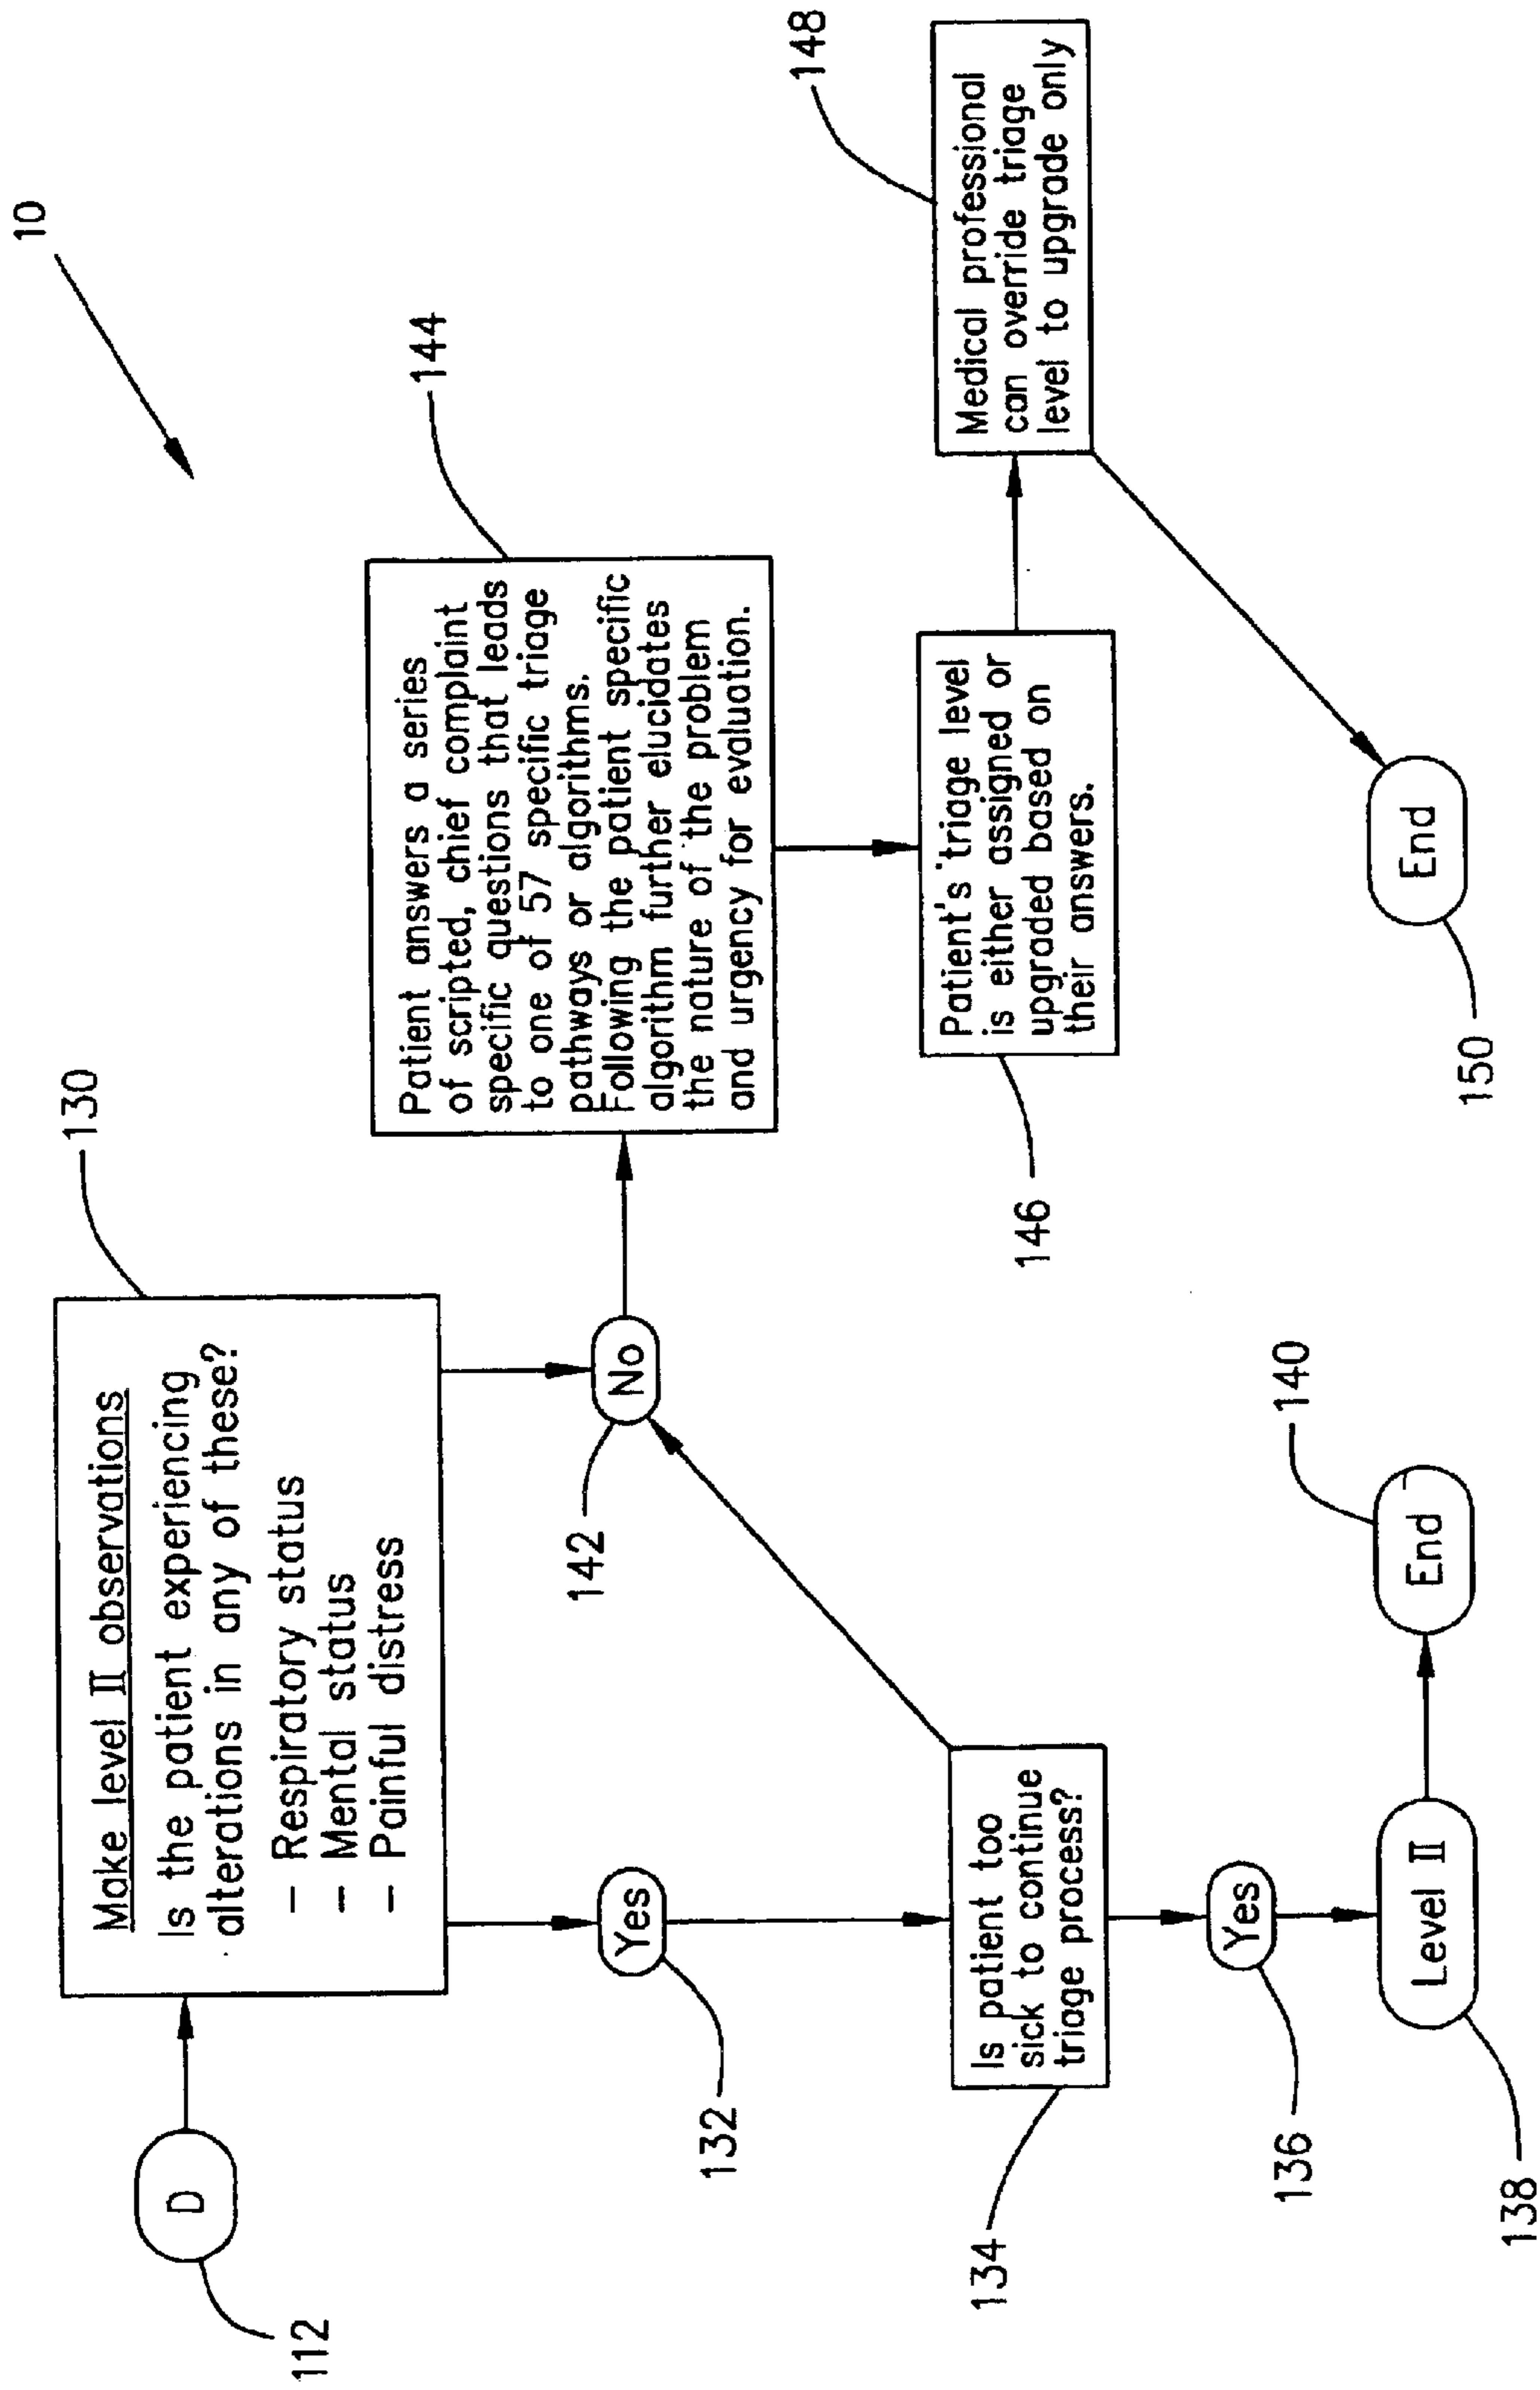 10
D
112
Make level II observations
Is the patient experiencing
alterations in any of these?
- Respiratory status
- Mental status
- Painful distress
130
Yes
132
No
142
Is patient too
sick to continue
triage process?
134
Yes
136
Level II
138
End
140
Patient answers a series
of scripted, chief complaint
specific questions that leads
to one of 57 specific triage
pathways or algorithms.
Following the patient specific
algorithm further elucidates
the nature of the problem
and urgency for evaluation.
144
Patient's triage level
is either assigned or
upgraded based on
their answers.
146
Medical professional
can override triage
level to upgrade only
148
End
150